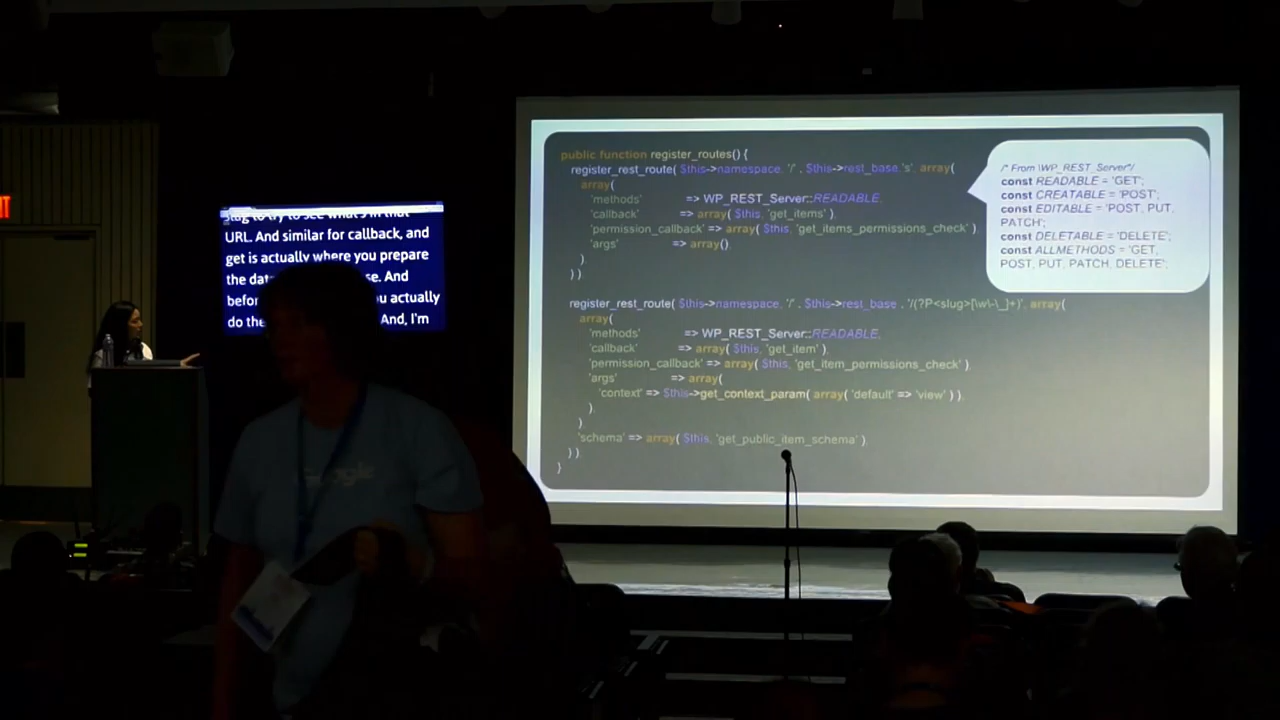 URL. And similar for callback, and
get is actually where you prepare
the
And
actually
do the And, I'm
public function register_routes() {
register_rest_route( $this->namespace, '/' . $this->rest_base.'s', array(
array(
'methods' => WP_REST_Server::READABLE,
'callback' => array( $this, 'get_items' ),
'permission_callback' => array( $this, 'get_items_permissions_check' ),
'args' => array(),
)
) )
register_rest_route( $this->namespace, '/' . $this->rest_base . '/(?P<slug>[\w\-\_]+)', array(
array(
'methods' => WP_REST_Server::READABLE,
'callback' => array( $this, 'get_item' ),
'permission_callback' => array( $this, 'get_item_permissions_check' ),
'args' => array(
'context' => $this->get_context_param( array( 'default' => 'view' ) ),
),
)
'schema' => array( $this, 'get_public_item_schema' ),
) )
}
/* From \WP_REST_Server*/
const READABLE = 'GET';
const CREATABLE = 'POST';
const EDITABLE = 'POST, PUT,
PATCH';
const DELETABLE = 'DELETE';
const ALLMETHODS = 'GET,
POST, PUT, PATCH, DELETE';
Google